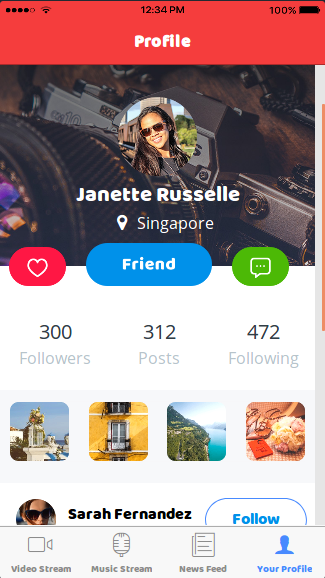 12:34 PM 100%
Profile
Janette Russelle
Singapore
Friend
300 312 472
Followers Posts Following
Sarah Fernandez Follow
Video Stream Music Stream News Feed Your Profile